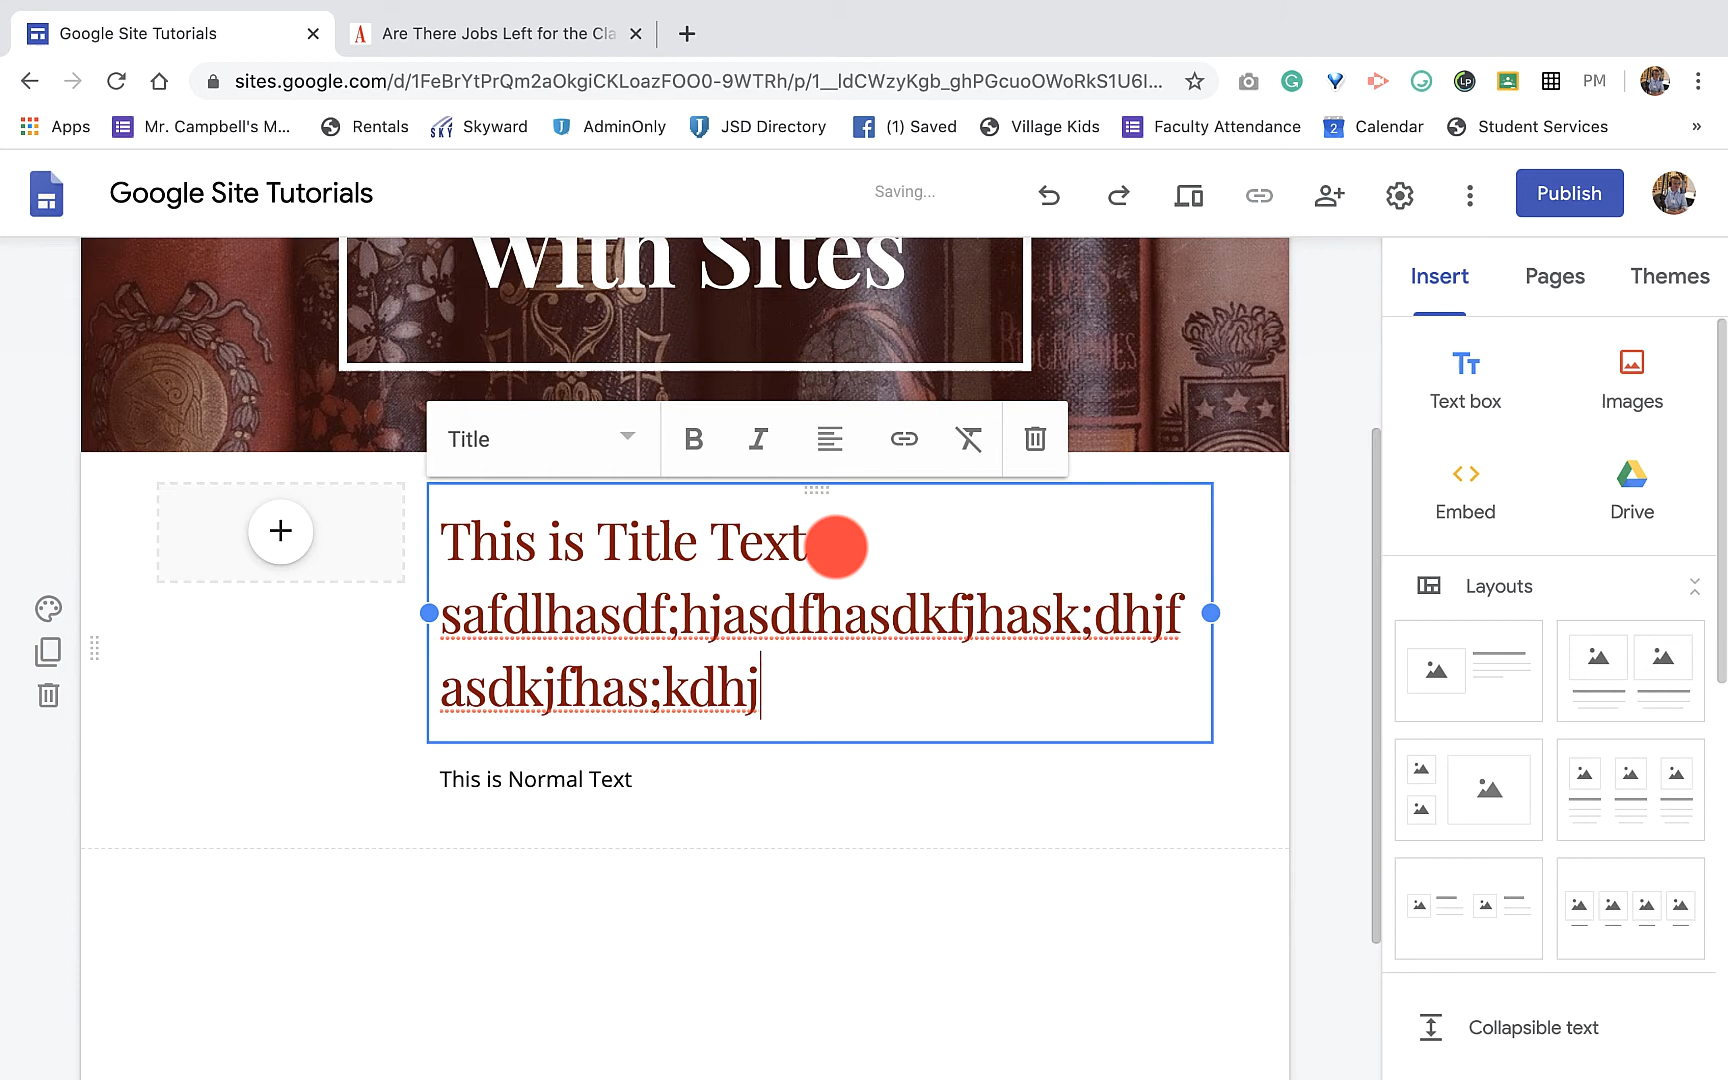 Google Site Tutorials
Are There Jobs Left for the Cla
sites.google.com/d/1FeBrYtPrQm2aOkgiCKLoazFOO0-9WTRh/p/1__ldCWzyKgb_ghPGcuoOWoRkS1U6I...
PM
Apps
Mr. Campbell's M...
Rentals
SKY
Skyward
AdminOnly
JSD Directory
(1) Saved
Village Kids
Faculty Attendance
2
Calendar
Student Services
»
Google Site Tutorials
Saving...
Publish
With Sites
Insert
Pages
Themes
Text box
Images
Embed
Drive
Layouts
Collapsible text
Title
This is Title Text
safdlhasdf;hjasdfhasdkfjhask;dhjf
asdkjfhas;kdhj
This is Normal Text